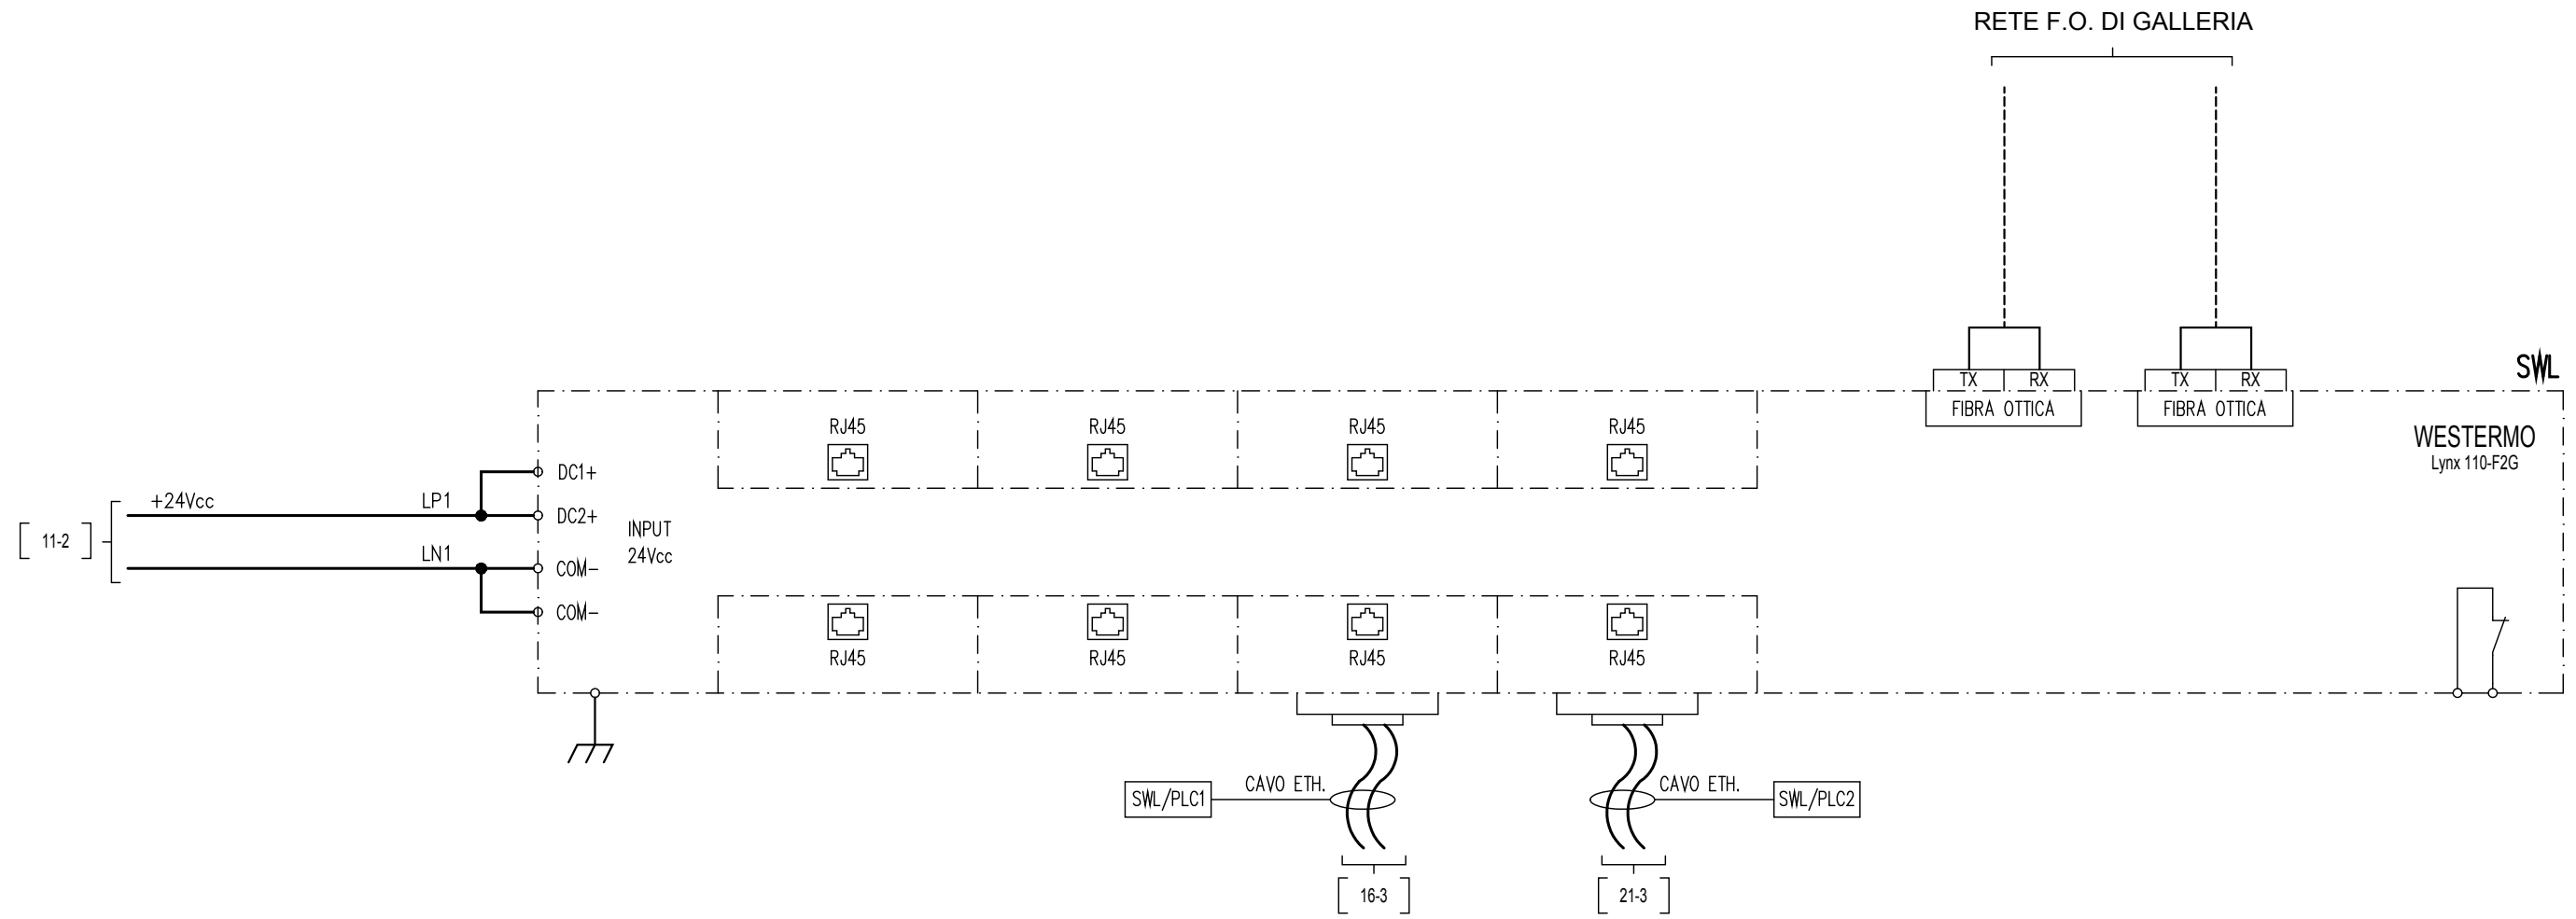 RETE F.O. DI GALLERIA
SWL
TX RX TX RX
FIBRA OTTICA FIBRA OTTICA
WESTERMO
Lynx 110-F2G
RJ45 RJ45 RJ45 RJ45
DC1+
+24Vcc LP1 DC2+
INPUT
24Vcc
11-2
LN1 COM-
COM-
RJ45 RJ45 RJ45 RJ45
CAVO ETH. CAVO ETH.
SWL/PLC1 SWL/PLC2
16-3 21-3